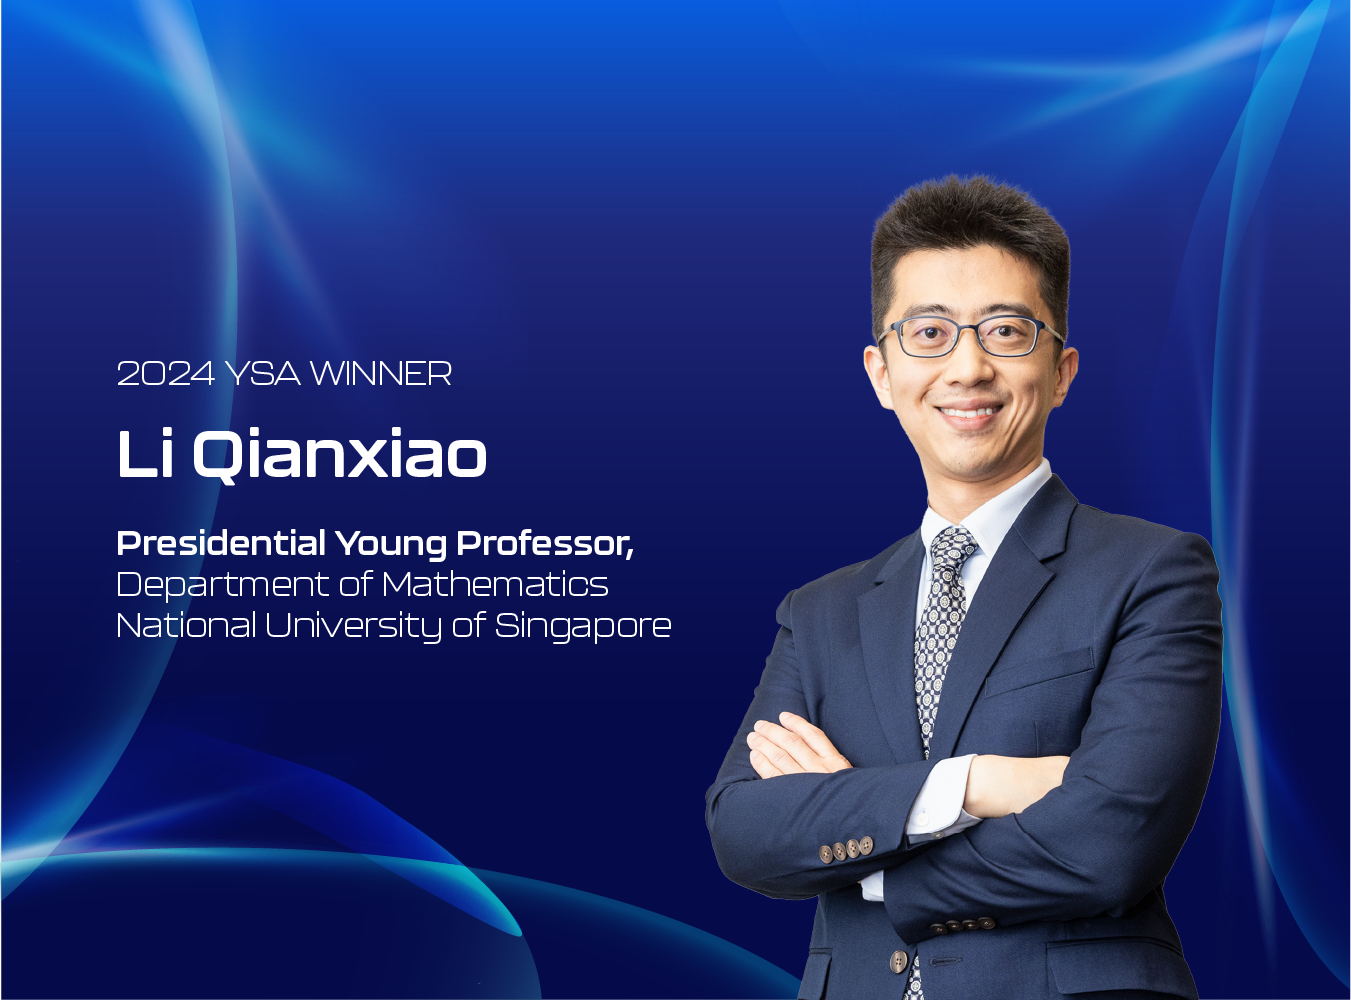 2024 YSA WINNER
Li Qianxiao
Presidential Young Professor,
Department of Mathematics
National University of Singapore